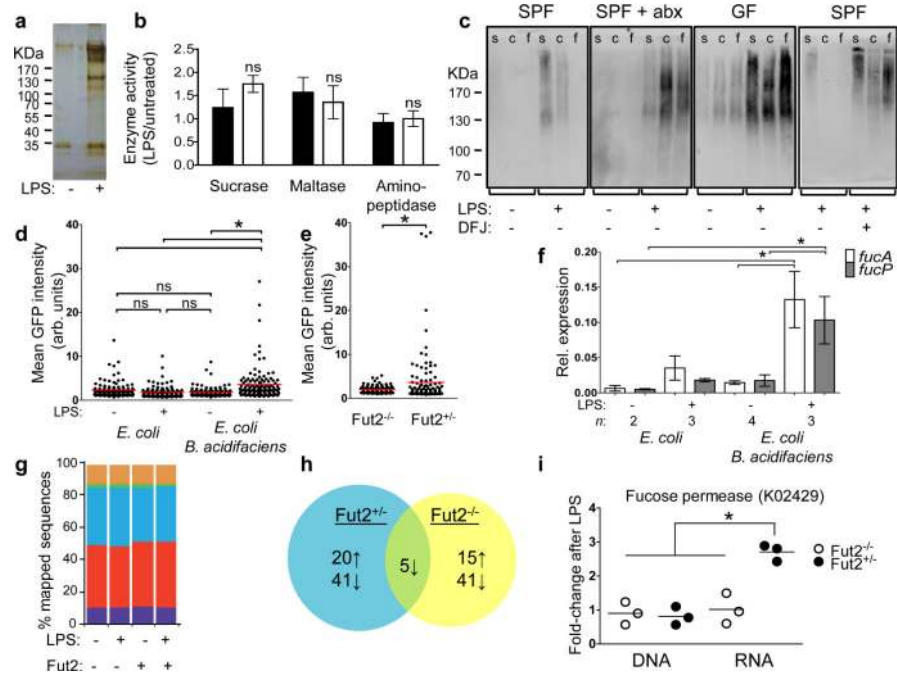 a
KDa
170
130
100
70
55
40
35
LPS: - +
b
Enzyme activity
(LPS/untreated)
2.5
2.0
1.5
1.0
0.5
0.0
ns ns ns
Sucrase Maltase Amino-
peptidase
c
SPF SPF + abx GF SPF
s c f s c f s c f s c f
KDa
170
130
100
70
LPS: - + - + - + + +
DFJ: - +
d
Mean GFP intensity
(arb. units)
40
30
20
10
0
*
ns
ns ns
LPS: - + - +
E. coli E. coli
B. acidifaciens
e
Mean GFP intensity
(arb. units)
40
30
20
10
0
*
Fut2-/- Fut2+/-
f
Rel. expression
0.20
0.15
0.10
0.05
0.00
* *
fucA
fucP
LPS: - + - +
n: 2 3 4 3
E. coli E. coli
B. acidifaciens
g
% mapped sequences
100
80
60
40
20
0
LPS: - + - +
Fut2: - - + +
h
Fut2+/- Fut2-/-
20↑ 15↑
5↓
41↓ 41↓
i
Fucose permease (K02429)
Fold-change after LPS
4
3
2
1
0
*
Fut2-/-
Fut2+/-
DNA RNA